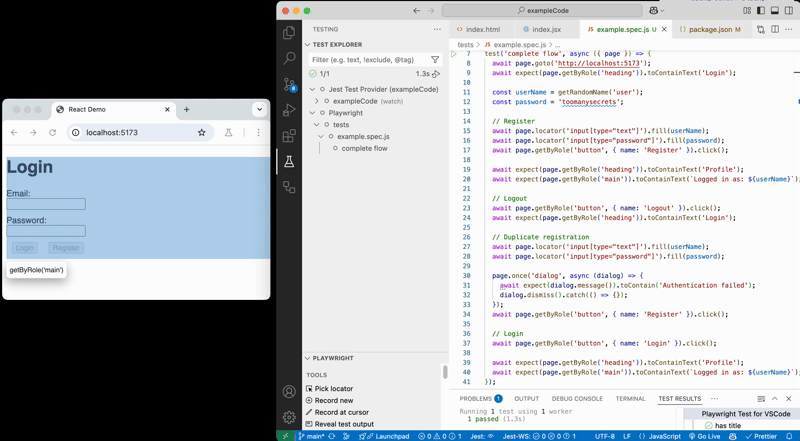 React Demo
localhost:5173
Login
Email:
Password:
Login
Register
getByRole('main')
exampleCode
TESTING
TEST EXPLORER
Filter (e.g. text, !exclude, @tag)
1/1
1.3s
Jest Test Provider (exampleCode)
exampleCode (watch)
Playwright
tests
example.spec.js
complete flow
PLAYWRIGHT
TOOLS
Pick locator
Record new
Record at cursor
Reveal test output
index.html
index.jsx
JS example.spec.js U
package.json
tests > JS example.spec.js > ...
7 test('complete flow', async ({ page }) => {
8 await page.goto('http://localhost:5173');
9 await expect(page.getByRole('heading')).toContainText('Login');
10
11 const userName = getRandomName('user');
12 const password = 'toomanysecrets';
13
14 // Register
15 await page.locator('input[type="text"]').fill(userName);
16 await page.locator('input[type="password"]').fill(password);
17 await page.getByRole('button', { name: 'Register' }).click();
18
19 await expect(page.getByRole('heading')).toContainText('Profile');
20 await expect(page.getByRole('main')).toContainText(`Logged in as: ${userName}`);
21
22 // Logout
23 await page.getByRole('button', { name: 'Logout' }).click();
24 await expect(page.getByRole('heading')).toContainText('Login');
25
26 // Duplicate registration
27 await page.locator('input[type="text"]').fill(userName);
28 await page.locator('input[type="password"]').fill(password);
29
30 page.once('dialog', async (dialog) => {
31 await expect(dialog.message()).toContain('Authentication failed');
32 dialog.dismiss().catch(() => {});
33 });
34 await page.getByRole('button', { name: 'Register' }).click();
35
36 // Login
37 await page.getByRole('button', { name: 'Login' }).click();
38
39 await expect(page.getByRole('heading')).toContainText('Profile');
40 await expect(page.getByRole('main')).toContainText(`Logged in as: ${userName}`);
41 });
PROBLEMS 1
OUTPUT
DEBUG CONSOLE
TERMINAL
TEST RESULTS
Running 1 test using 1 worker
1 passed (1.3s)
Playwright Test for VSCode
has title
main*
Launchpad
0 0 1
Jest:
Jest-WS: 0 0 1
UTF-8
LF
JavaScript
Go Live
Prettier